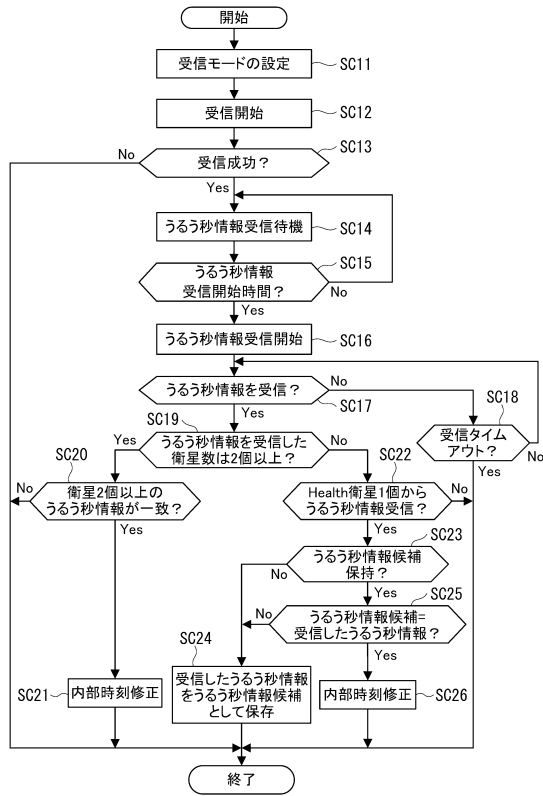 開始
受信モードの設定
SC11
受信開始
SC12
No
受信成功?
SC13
Yes
うるう秒情報受信待機
SC14
うるう秒情報
受信開始時間?
SC15
No
Yes
うるう秒情報受信開始
SC16
うるう秒情報を受信?
No
SC17
Yes
SC18
受信タイム
アウト?
No
Yes
SC19
Yes
うるう秒情報を受信した
衛星数は2個以上?
No
SC20
No
衛星2個以上の
うるう秒情報が一致?
Yes
SC22
Health衛星1個から
うるう秒情報受信?
No
Yes
SC23
うるう秒情報候補
保持?
No
Yes
SC25
No
うるう秒情報候補=
受信したうるう秒情報?
Yes
SC24
受信したうるう秒情報
をうるう秒情報候補
として保存
SC21
内部時刻修正
内部時刻修正
SC26
終了